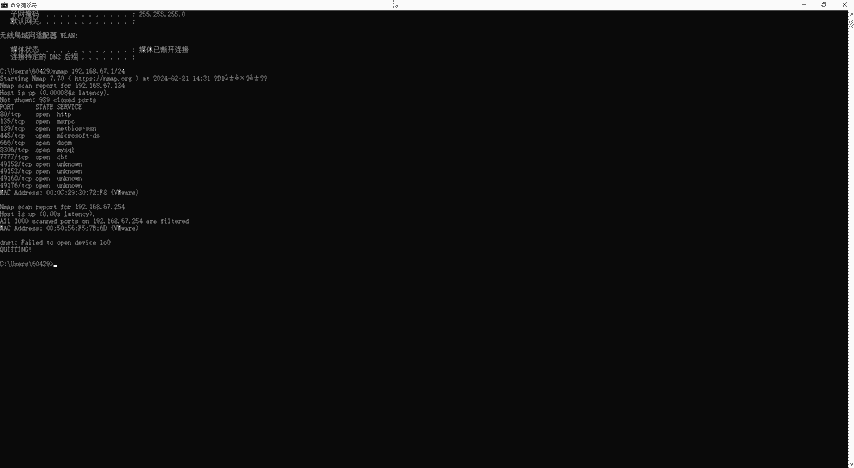 命令提示符
子网掩码 . . . . . . . . . . . . : 255.255.255.0
默认网关. . . . . . . . . . . . . :
无线局域网适配器 WLAN:
媒体状态 . . . . . . . . . . . . : 媒体已断开连接
连接特定的 DNS 后缀 . . . . . . . :
C:\Users\60429>nmap 192.168.67.1/24
Starting Nmap 7.70 ( https://nmap.org ) at 2024-02-21 14:31
Nmap scan report for 192.168.67.134
Host is up (0.000084s latency).
Not shown: 989 closed ports
PORT STATE SERVICE
80/tcp open http
135/tcp open msrpc
139/tcp open netbios-ssn
445/tcp open microsoft-ds
666/tcp open doom
3306/tcp open mysql
7777/tcp open cbt
49152/tcp open unknown
49153/tcp open unknown
49160/tcp open unknown
49176/tcp open unknown
MAC Address: 00:0C:29:30:72:F8 (VMware)
Nmap scan report for 192.168.67.254
Host is up (0.00s latency).
All 1000 scanned ports on 192.168.67.254 are filtered
MAC Address: 00:50:56:F5:7B:6D (VMware)
dnet: Failed to open device lo0
QUITTING!
C:\Users\60429>